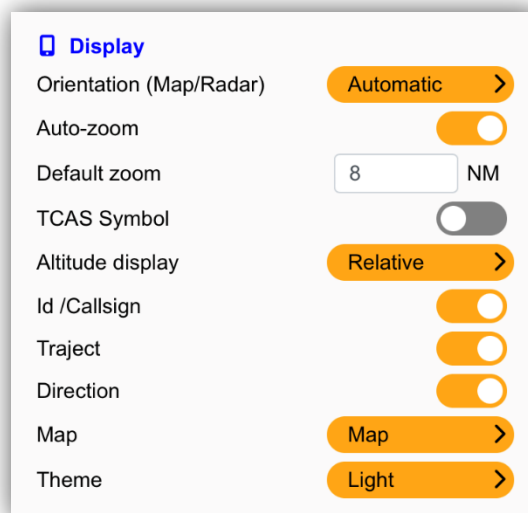 Display
Orientation (Map/Radar) Automatic
Auto-zoom
Default zoom 8 NM
TCAS Symbol
Altitude display Relative
Id /Callsign
Traject
Direction
Map Map
Theme Light